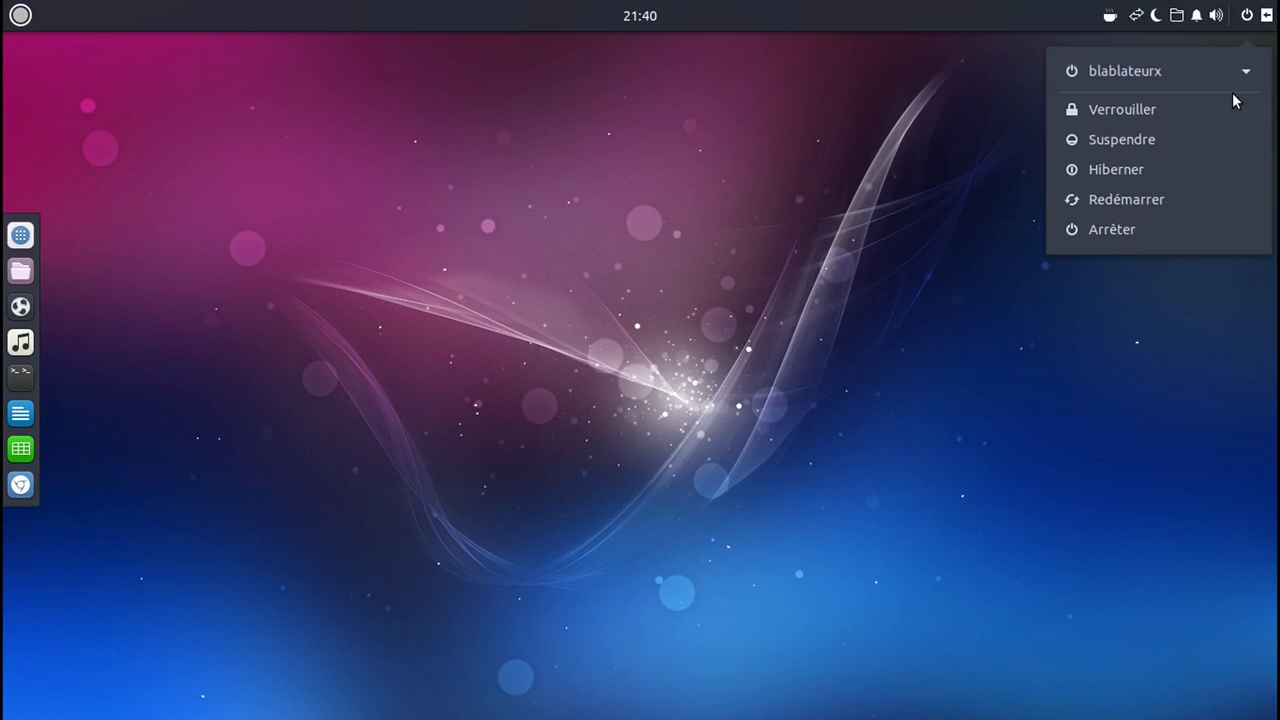 21:40
blablateurx
Verrouiller
Suspendre
Hiberner
Redémarrer
Arrêter